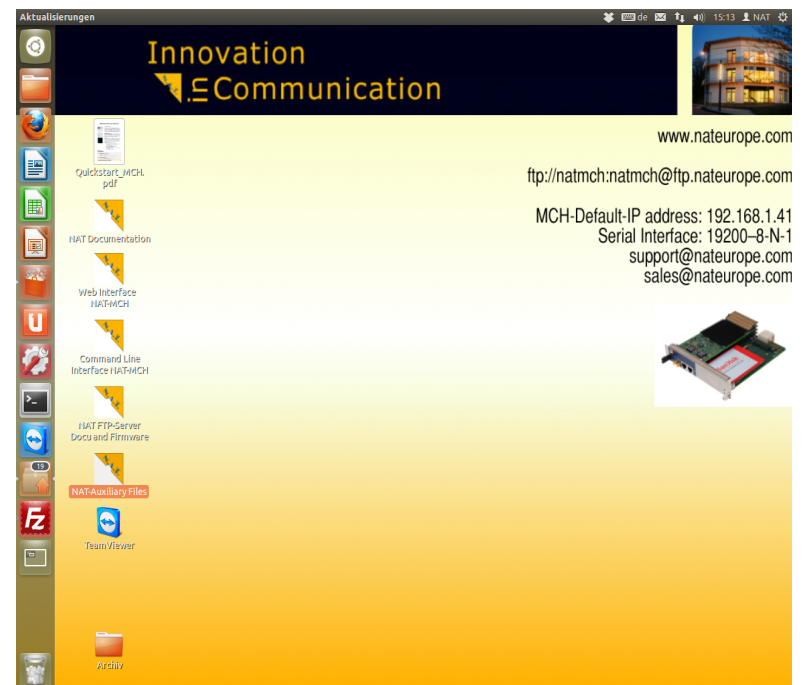 Aktualisierungen
de
15:13
NAT
Innovation
.in
Communication
www.nateurope.com
ftp://natmch:natmch@ftp.nateurope.com
MCH-Default-IP address: 192.168.1.41
Serial Interface: 19200–8-N-1
support@nateurope.com
sales@nateurope.com
Quickstart_MCH.
pdf
NAT Documentation
Web Interface
NAT-MCH
Command Line
Interface NAT-MCH
NAT FTP-Server
Docu and Firmware
19
NAT-Auxiliary Files
Fz
TeamViewer
Archiv